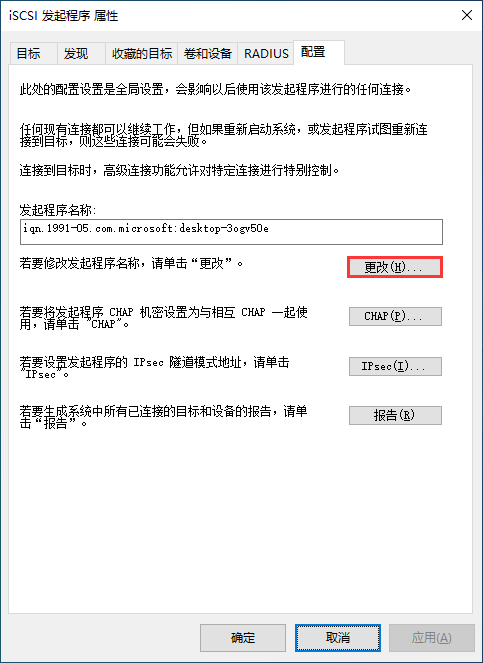 iSCSI 发起程序 属性
目标 发现 收藏的目标 卷和设备 RADIUS 配置
此处的配置设置是全局设置，会影响以后使用该发起程序进行的任何连接。
任何现有连接都可以继续工作，但如果重新启动系统，或发起程序试图重新连
接到目标，则这些连接可能会失败。
连接到目标时，高级连接功能允许对特定连接进行特别控制。
发起程序名称:
iqn.1991-05.com.microsoft:desktop-3ogv50e
若要修改发起程序名称，请单击“更改”。
更改(H)...
若要将发起程序 CHAP 机密设置为与相互 CHAP 一起使
用，请单击 "CHAP"。
CHAP(P)...
若要设置发起程序的 IPsec 隧道模式地址，请单击
"IPsec"。
IPsec(I)...
若要生成系统中所有已连接的目标和设备的报告，请单
击“报告”。
报告(R)
确定 取消 应用(A)